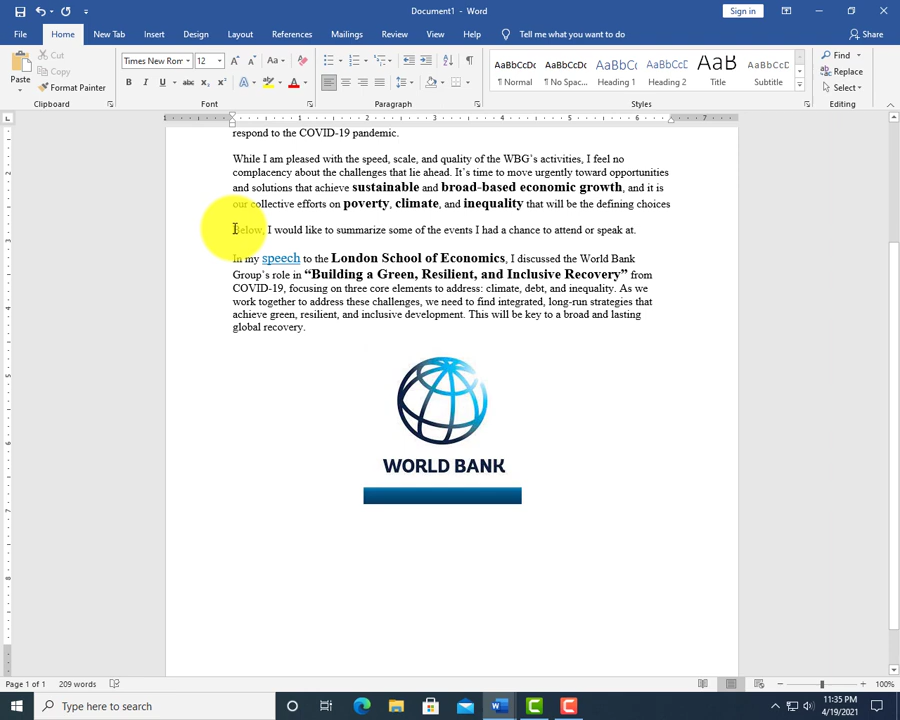 Document1 - Word
Sign in
File Home New Tab Insert Design Layout References Mailings Review View Help Tell me what you want to do Share
Paste
Cut
Copy
Format Painter
Clipboard
Times New Rom 12
Font
Paragraph
AaBbCcDc AaBbCcDc AaBbCc AaBbCcC AaB AaBbCcD
¶ Normal ¶ No Spac... Heading 1 Heading 2 Title Subtitle
Styles
Find
Replace
Select
Editing
respond to the COVID-19 pandemic.
While I am pleased with the speed, scale, and quality of the WBG's activities, I feel no
complacency about the challenges that lie ahead. It's time to move urgently toward opportunities
and solutions that achieve sustainable and broad-based economic growth, and it is
our collective efforts on poverty, climate, and inequality that will be the defining choices
Below, I would like to summarize some of the events I had a chance to attend or speak at.
In my speech to the London School of Economics, I discussed the World Bank
Group's role in “Building a Green, Resilient, and Inclusive Recovery” from
COVID-19, focusing on three core elements to address: climate, debt, and inequality. As we
work together to address these challenges, we need to find integrated, long-run strategies that
achieve green, resilient, and inclusive development. This will be key to a broad and lasting
global recovery.
WORLD BANK
Page 1 of 1 209 words 100%
Type here to search
11:35 PM
4/19/2021